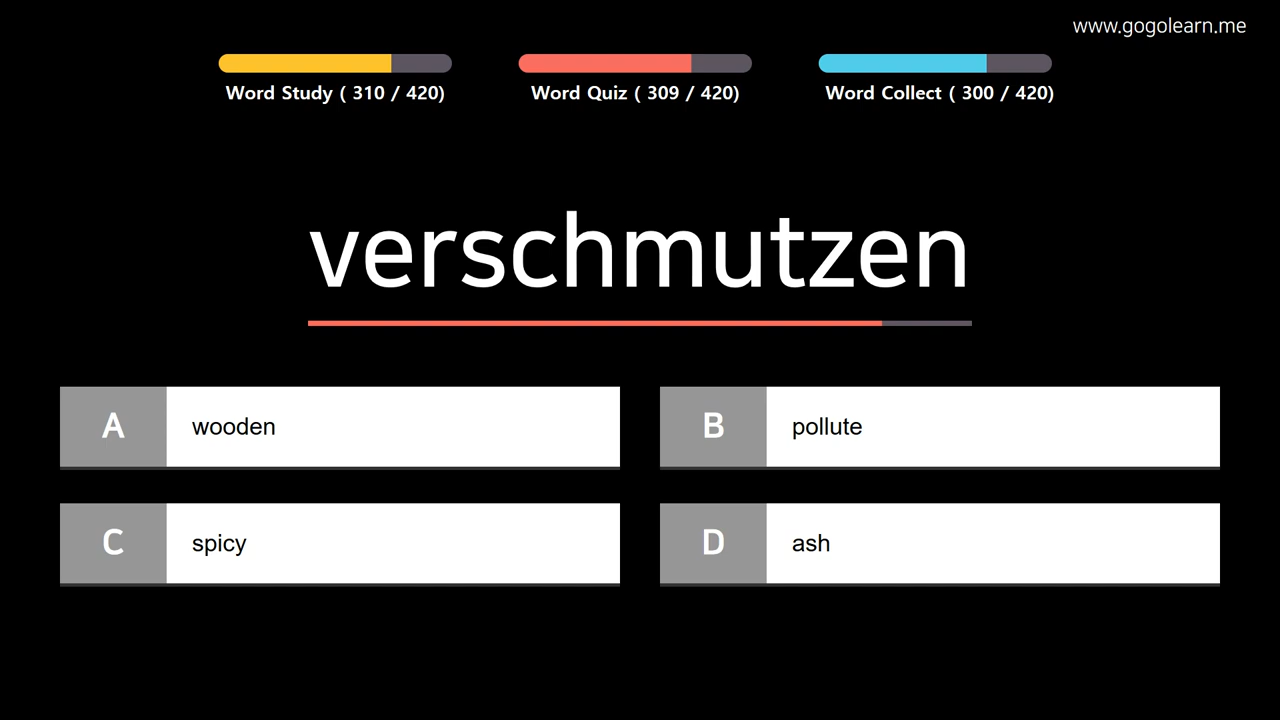 www.gogolearn.me
Word Study ( 310 / 420)
Word Quiz ( 309 / 420)
Word Collect ( 300 / 420)
verschmutzen
A wooden
B pollute
C spicy
D ash